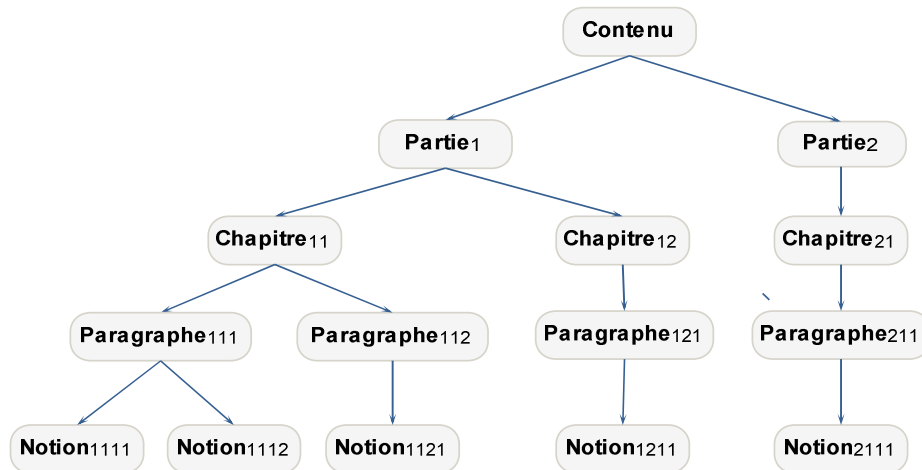 Contenu
Partie1
Partie2
Chapitre11
Chapitre12
Chapitre21
Paragraphe111
Paragraphe112
Paragraphe121
Paragraphe211
Notion1111
Notion1112
Notion1121
Notion1211
Notion2111